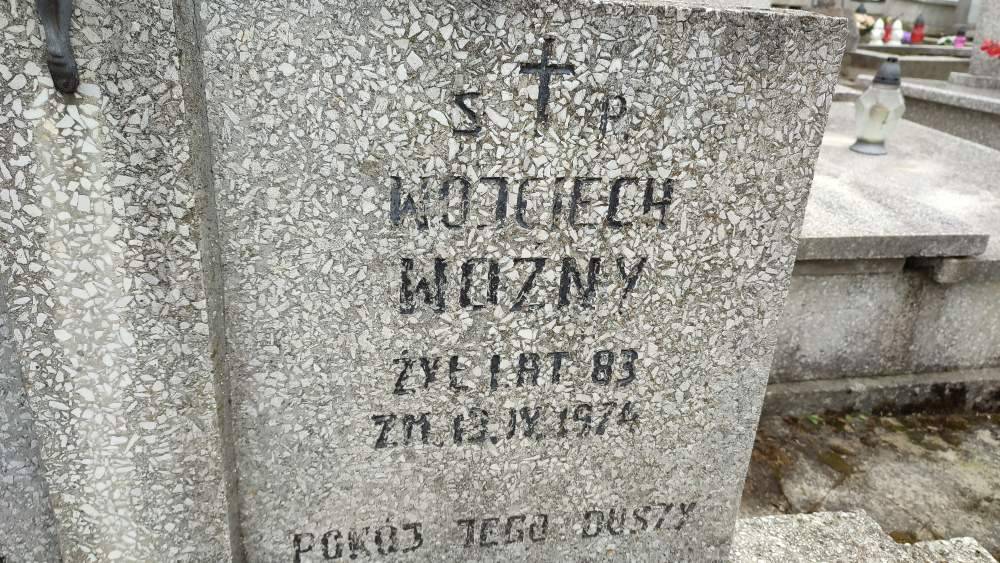 S P.
WOJCIECH
WOZNY
ŻYŁ LAT 83
ZM. 13.IV.1974
POKÓJ JEGO DUSZY